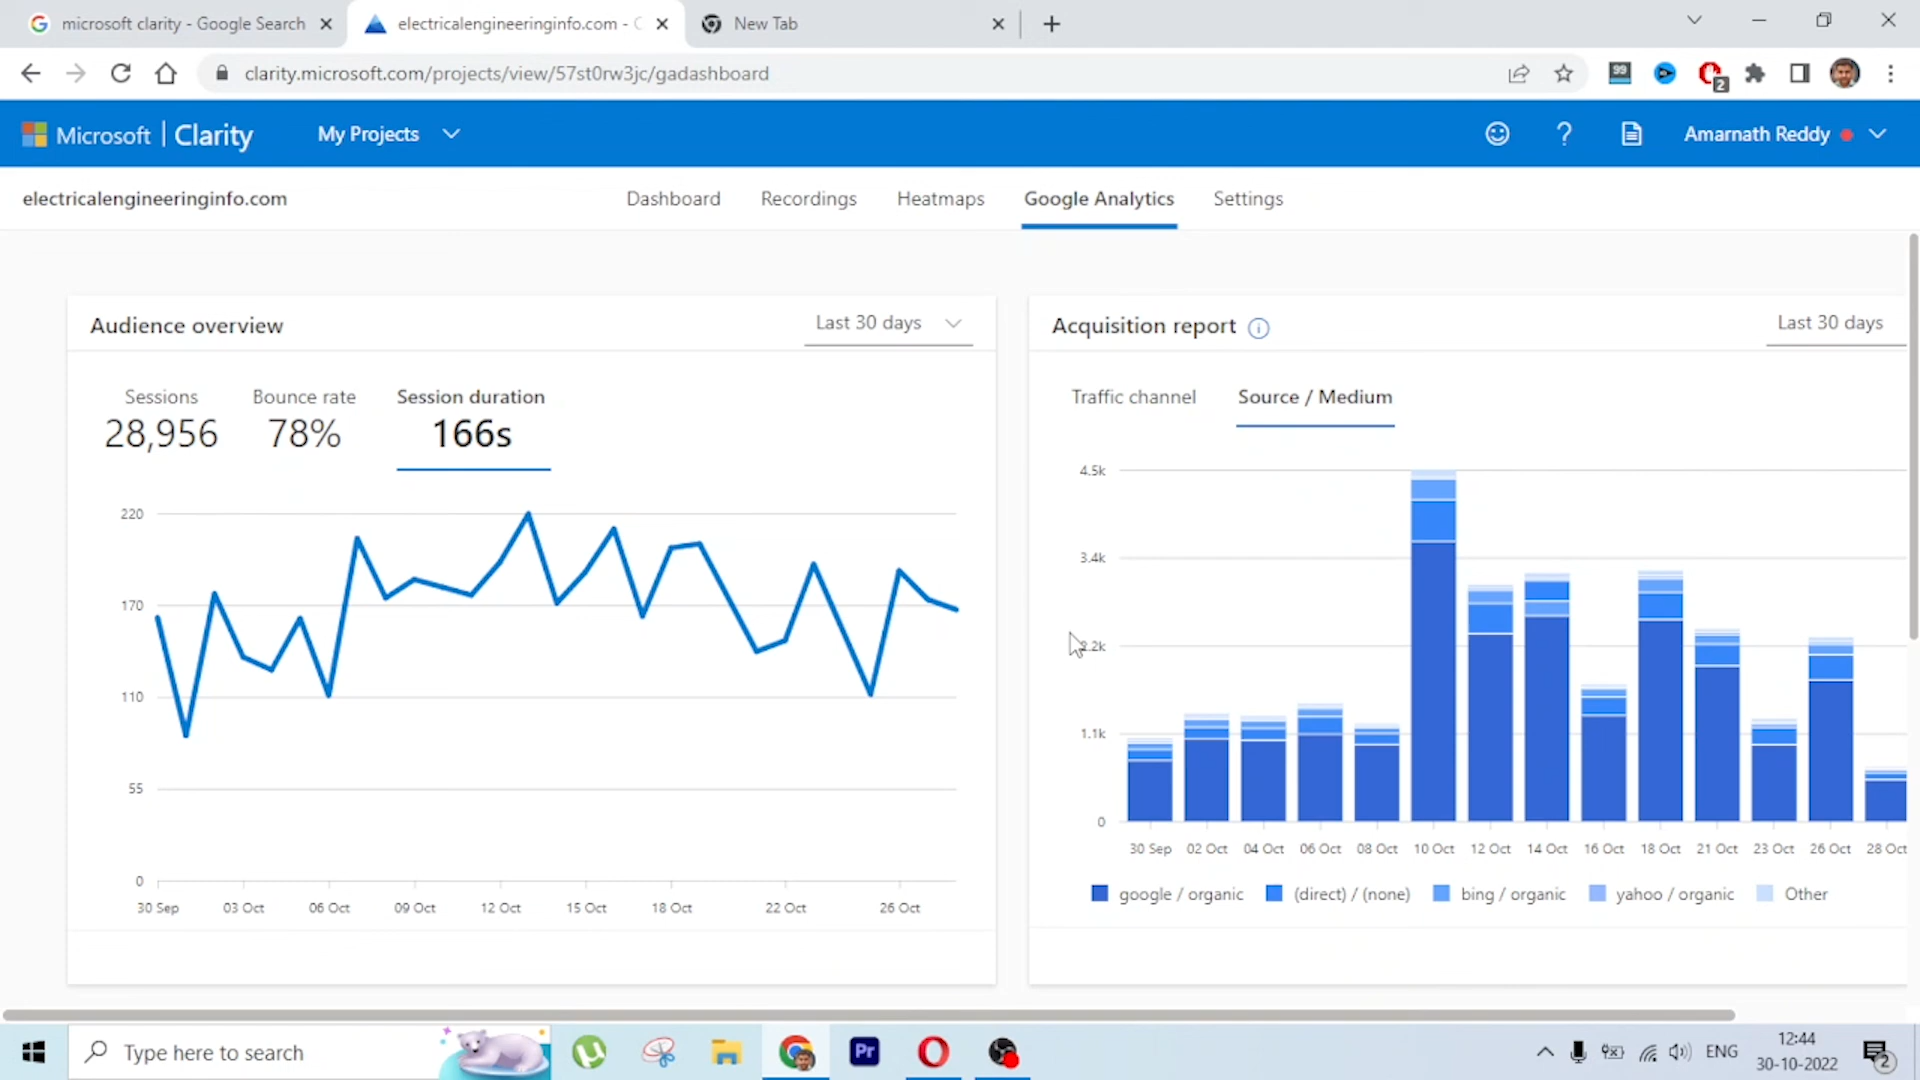 microsoft clarity - Google Search
electricalengineeringinfo.com - C
New Tab
clarity.microsoft.com/projects/view/57st0rw3jc/gadashboard
99
2
Microsoft | Clarity
My Projects
?
Amarnath Reddy
electricalengineeringinfo.com
Dashboard
Recordings
Heatmaps
Google Analytics
Settings
Audience overview
Last 30 days
Sessions
Bounce rate
Session duration
28,956
78%
166s
220
170
110
55
0
30 Sep 03 Oct 06 Oct 09 Oct 12 Oct 15 Oct 18 Oct 22 Oct 26 Oct
Acquisition report
Last 30 days
Traffic channel
Source / Medium
4.5k
3.4k
2.2k
1.1k
0
30 Sep 02 Oct 04 Oct 06 Oct 08 Oct 10 Oct 12 Oct 14 Oct 16 Oct 18 Oct 21 Oct 23 Oct 26 Oct 28 Oct
google / organic
(direct) / (none)
bing / organic
yahoo / organic
Other
Type here to search
Pr
ENG
12:44
30-10-2022
2